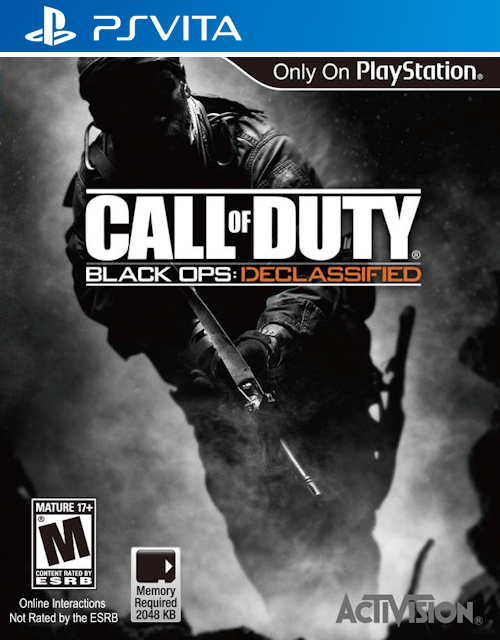 PSVITA
Only On PlayStation®
CALL OF DUTY®
BLACK OPS: DECLASSIFIED
MATURE 17+
M®
CONTENT RATED BY
ESRB
Online Interactions
Not Rated by the ESRB
Memory
Required
2048 KB
ACTIVISION®